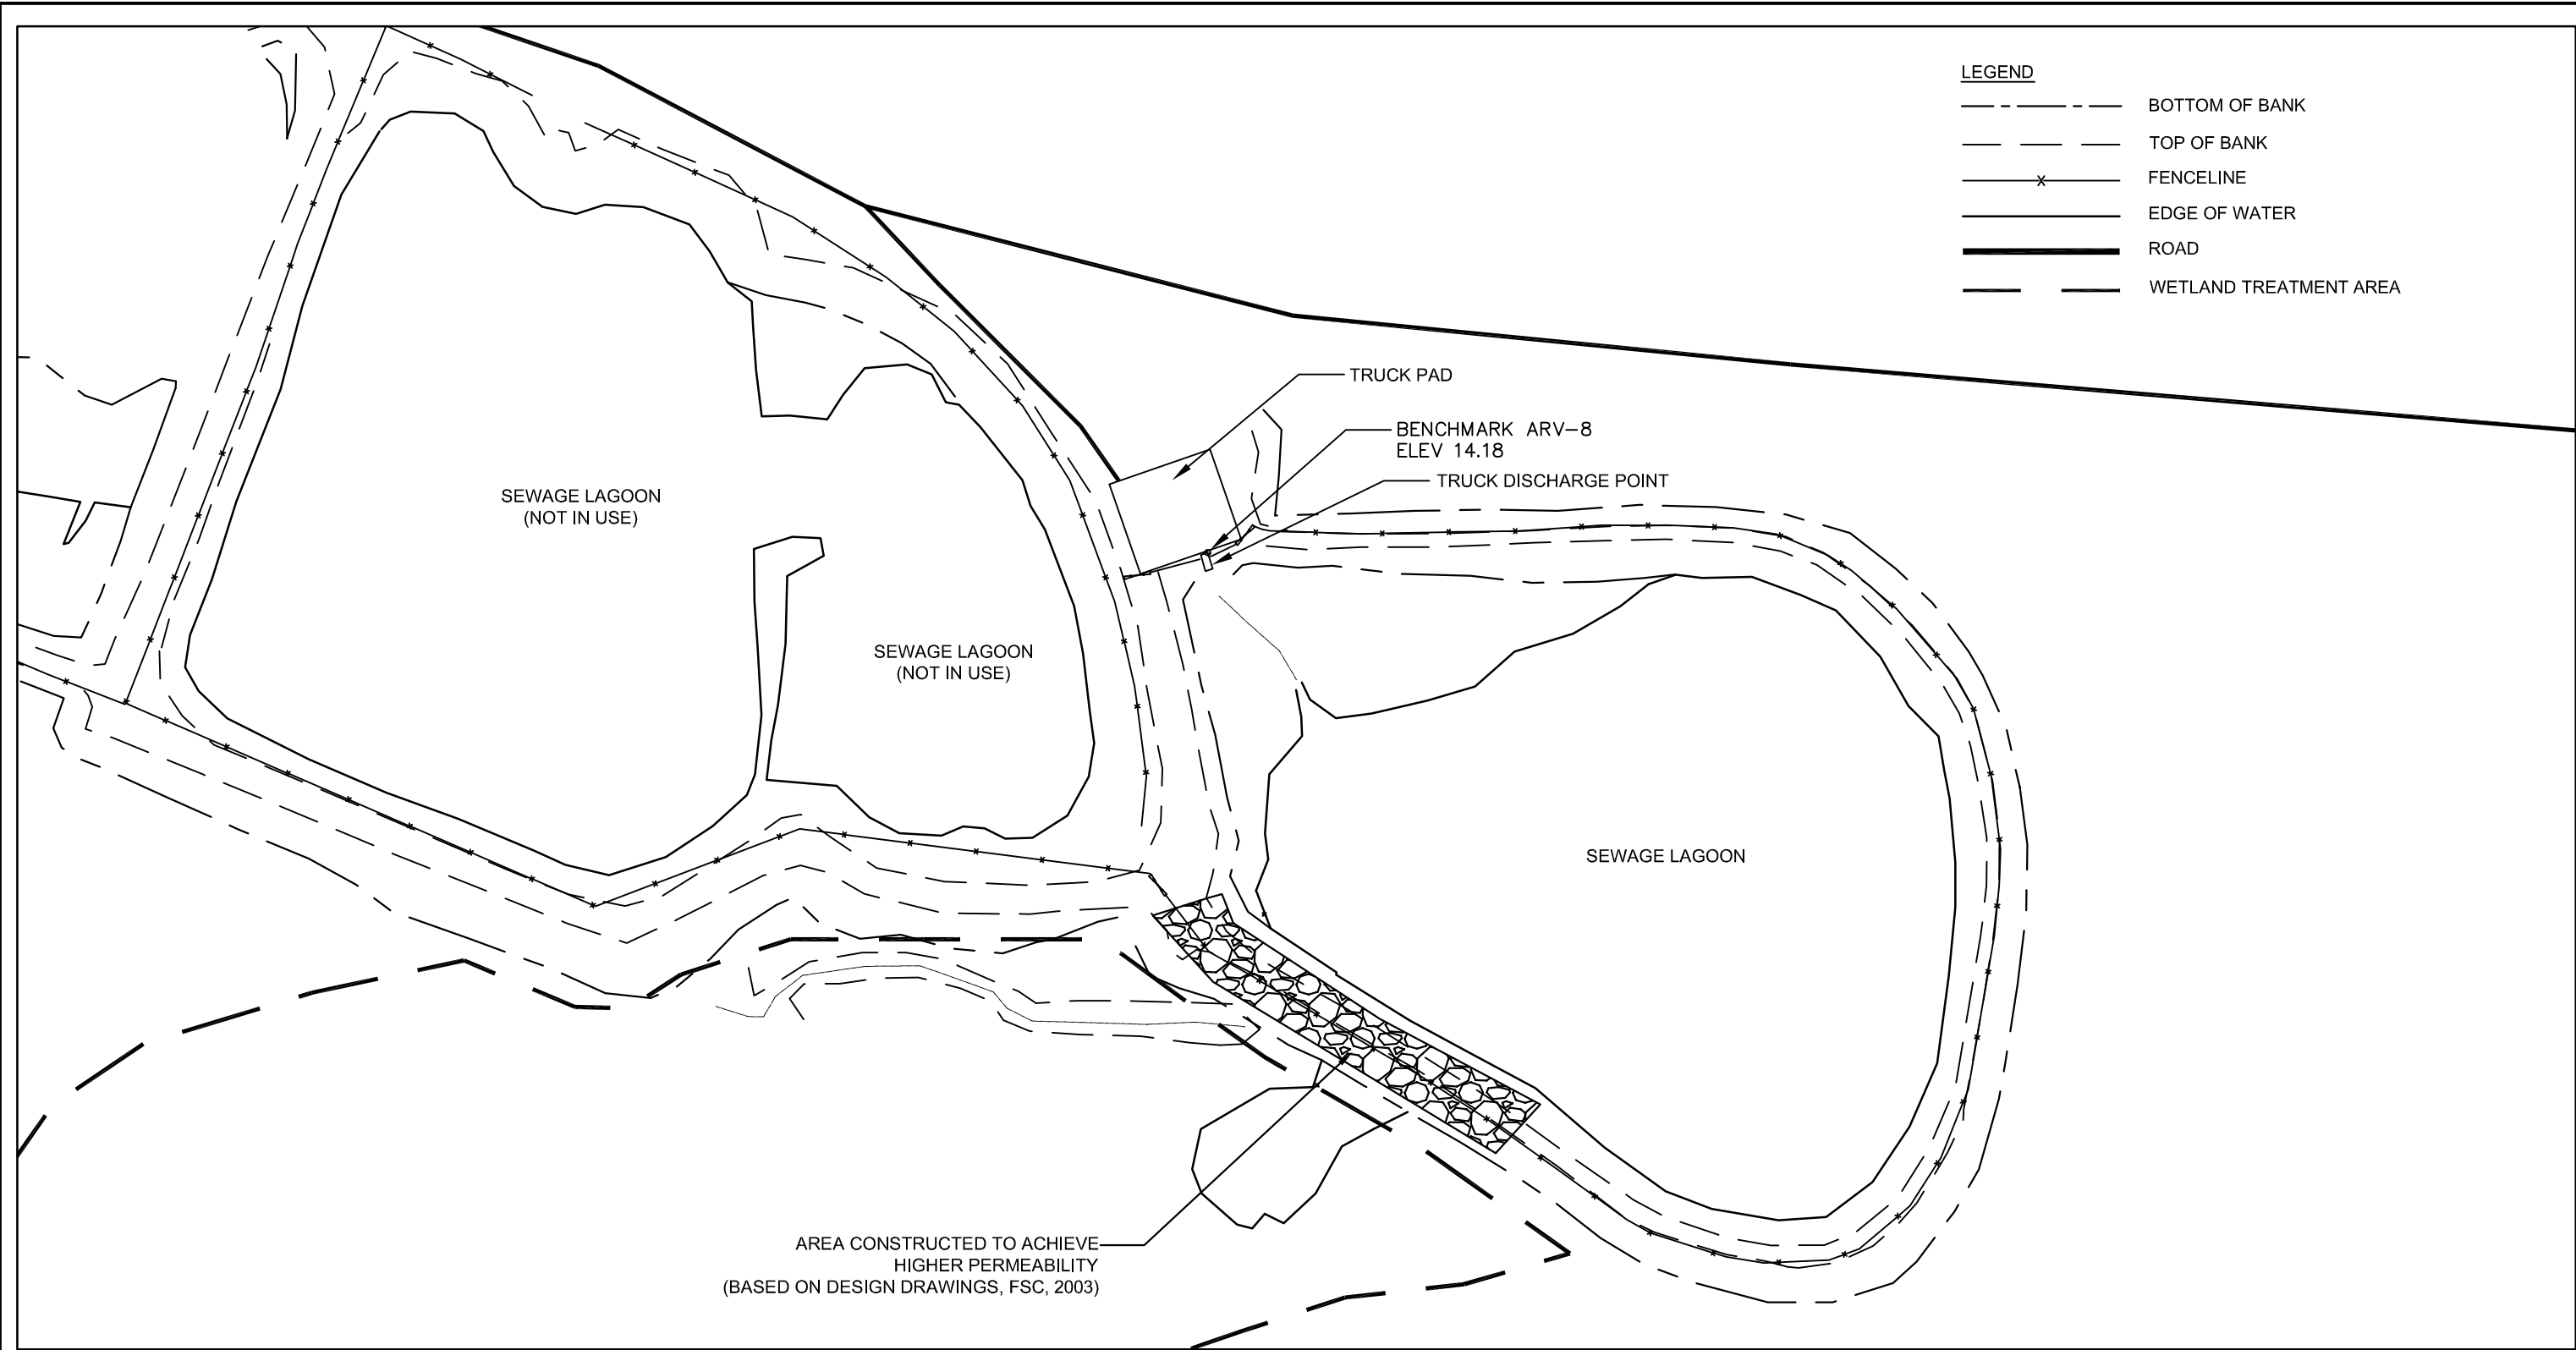 LEGEND
BOTTOM OF BANK
TOP OF BANK
FENCELINE
EDGE OF WATER
ROAD
WETLAND TREATMENT AREA
TRUCK PAD
BENCHMARK ARV-8
ELEV 14.18
TRUCK DISCHARGE POINT
SEWAGE LAGOON
(NOT IN USE)
SEWAGE LAGOON
(NOT IN USE)
SEWAGE LAGOON
AREA CONSTRUCTED TO ACHIEVE
HIGHER PERMEABILITY
(BASED ON DESIGN DRAWINGS, FSC, 2003)